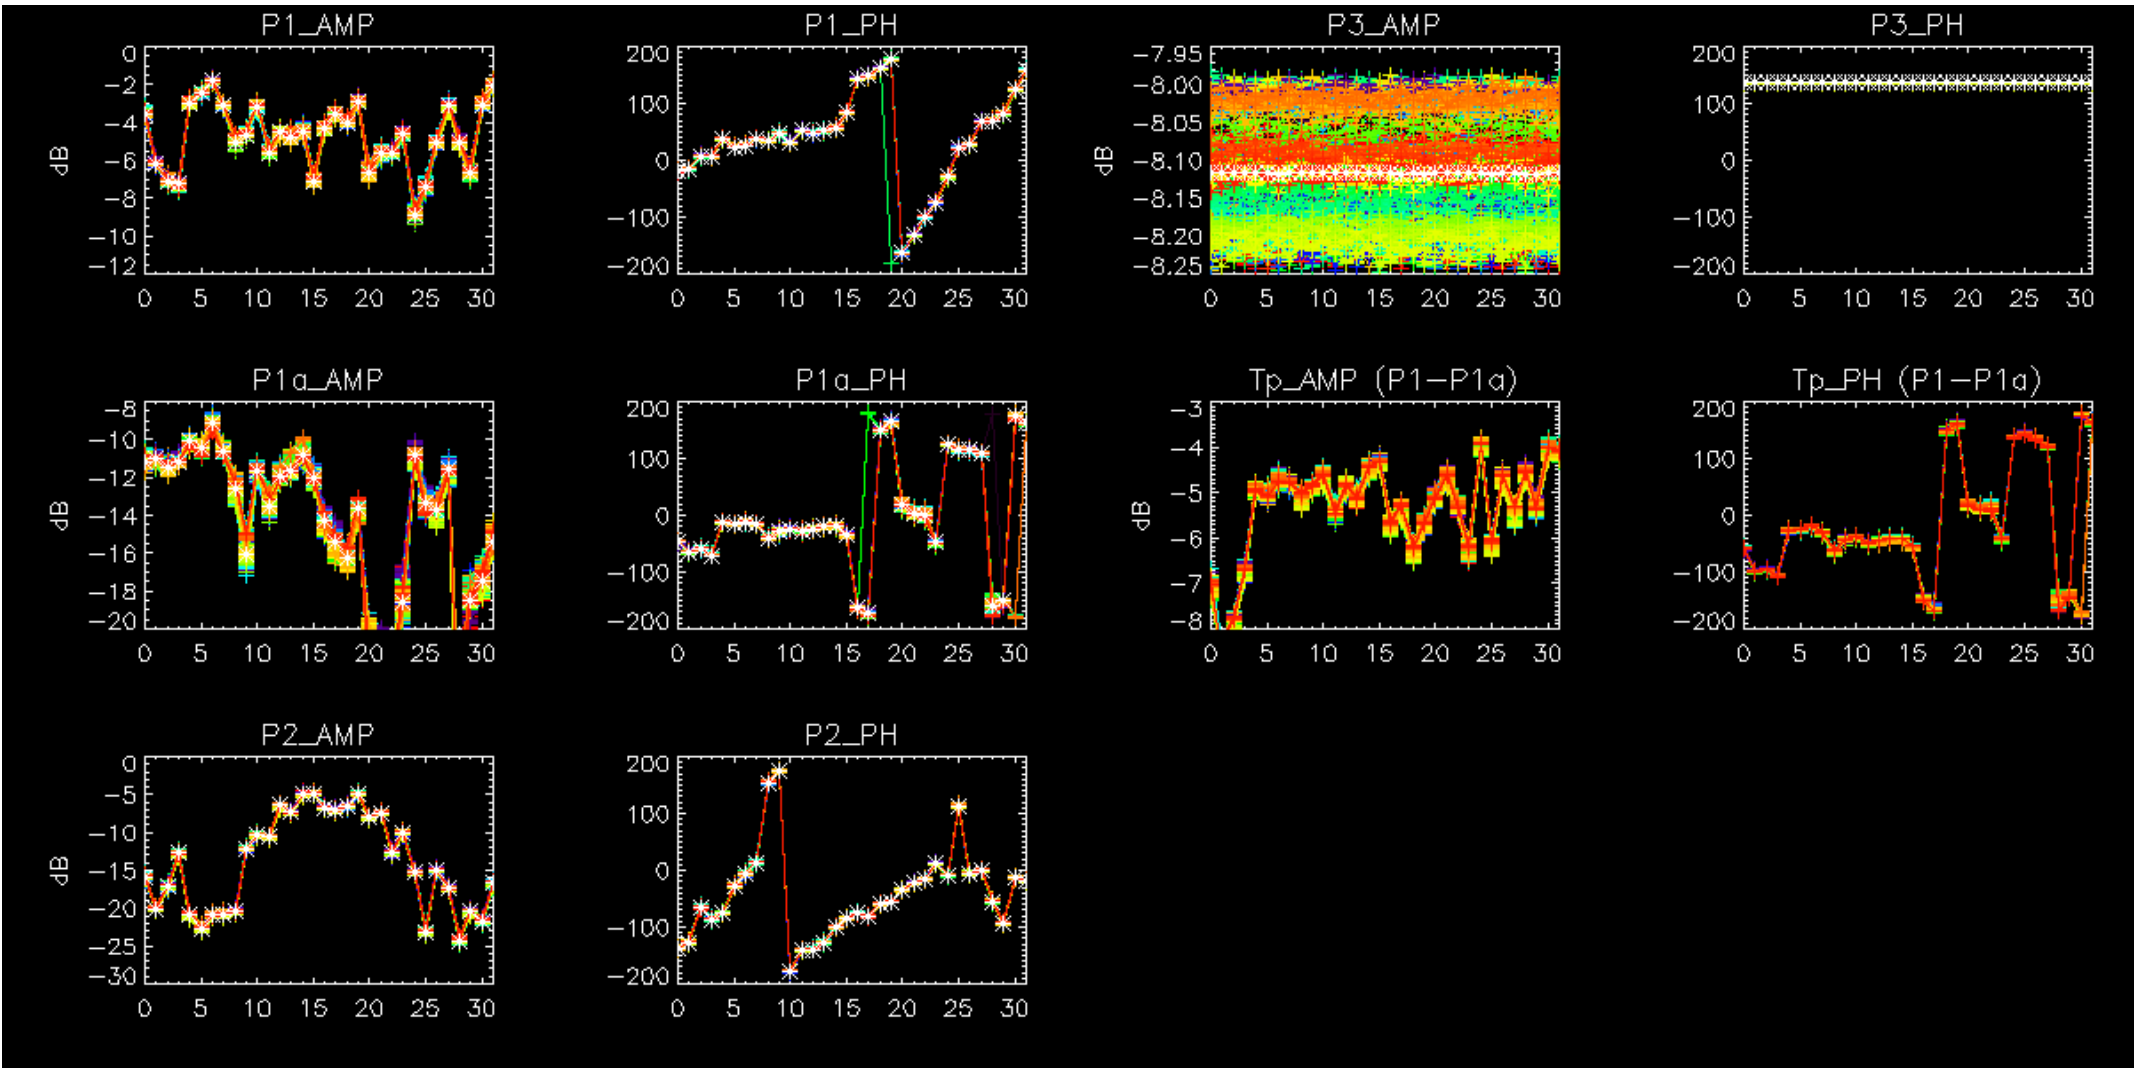 P1_AMP
P1_PH
P3_AMP
P3_PH
0
−2
−4
−6
−8
−10
−12
dB
0 5 10 15 20 25 30
200
100
0
−100
−200
0 5 10 15 20 25 30
−7.95
−8.00
−8.05
−8.10
−8.15
−8.20
−8.25
dB
0 5 10 15 20 25 30
200
100
0
−100
−200
0 5 10 15 20 25 30
P1a_AMP
P1a_PH
Tp_AMP (P1−P1a)
Tp_PH (P1−P1a)
−8
−10
−12
−14
−16
−18
−20
dB
0 5 10 15 20 25 30
200
100
0
−100
−200
0 5 10 15 20 25 30
−3
−4
−5
−6
−7
−8
dB
0 5 10 15 20 25 30
200
100
0
−100
−200
0 5 10 15 20 25 30
P2_AMP
P2_PH
0
−5
−10
−15
−20
−25
−30
dB
0 5 10 15 20 25 30
200
100
0
−100
−200
0 5 10 15 20 25 30